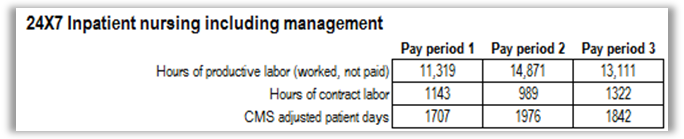 24X7 Inpatient nursing including management
Pay period 1 Pay period 2 Pay period 3
Hours of productive labor (worked, not paid) 11,319 14,871 13,111
Hours of contract labor 1143 989 1322
CMS adjusted patient days 1707 1976 1842